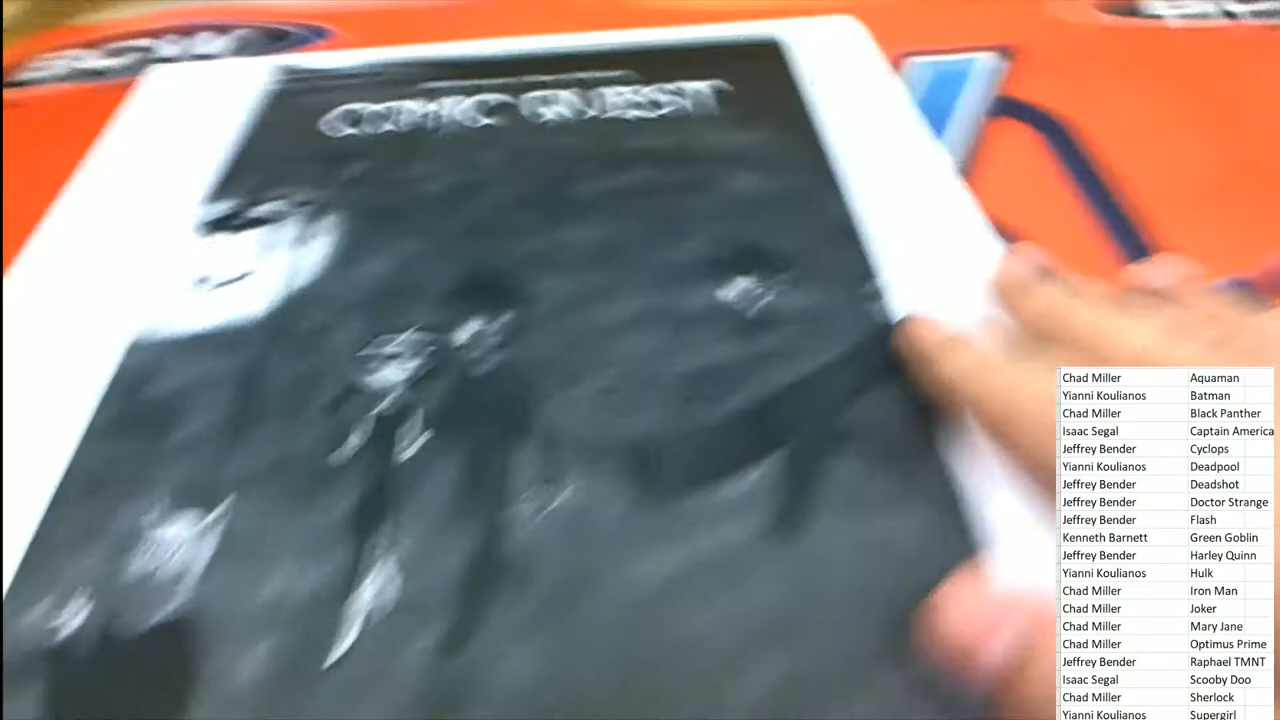 COMIC QUEST
Chad Miller Aquaman
Yianni Koulianos Batman
Chad Miller Black Panther
Isaac Segal Captain America
Jeffrey Bender Cyclops
Yianni Koulianos Deadpool
Jeffrey Bender Deadshot
Jeffrey Bender Doctor Strange
Jeffrey Bender Flash
Kenneth Barnett Green Goblin
Jeffrey Bender Harley Quinn
Yianni Koulianos Hulk
Chad Miller Iron Man
Chad Miller Joker
Chad Miller Mary Jane
Chad Miller Optimus Prime
Jeffrey Bender Raphael TMNT
Isaac Segal Scooby Doo
Chad Miller Sherlock
Yianni Koulianos Supergirl